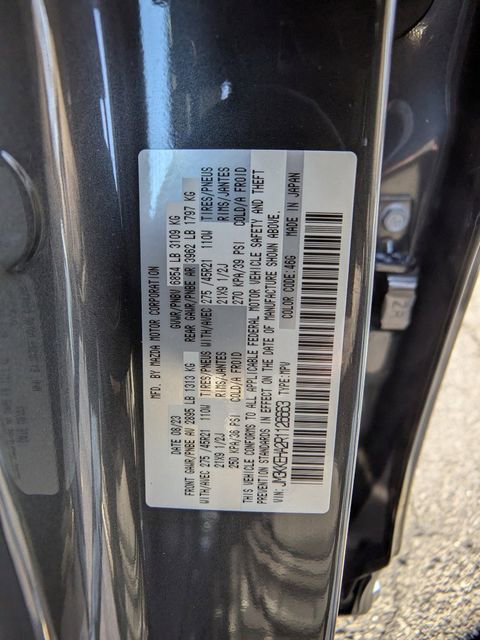 MFD. BY MAZDA MOTOR CORPORATION
DATE 08/23 GVWR/PNBV 6854 LB 3109 KG
FRONT GAWR/PNBE AV 2895 LB 1313 KG REAR GAWR/PNBE AR 3962 LB 1797 KG
WITH/AVEC 275 /45R21 110W TIRES/PNEUS WITH/AVEC 275 /45R21 110W TIRES/PNEUS
21X9 1/2J RIMS/JANTES 21X9 1/2J RIMS/JANTES
250 KPA/36 PSI COLD/A FROID 270 KPA/39 PSI COLD/A FROID
THIS VEHICLE CONFORMS TO ALL APPLICABLE FEDERAL MOTOR VEHICLE SAFETY AND THEFT
PREVENTION STANDARDS IN EFFECT ON THE DATE OF MANUFACTURE SHOWN ABOVE.
VIN: JM3KKEHA2R1126663 TYPE:MPV COLOR CODE:46G MADE IN JAPAN